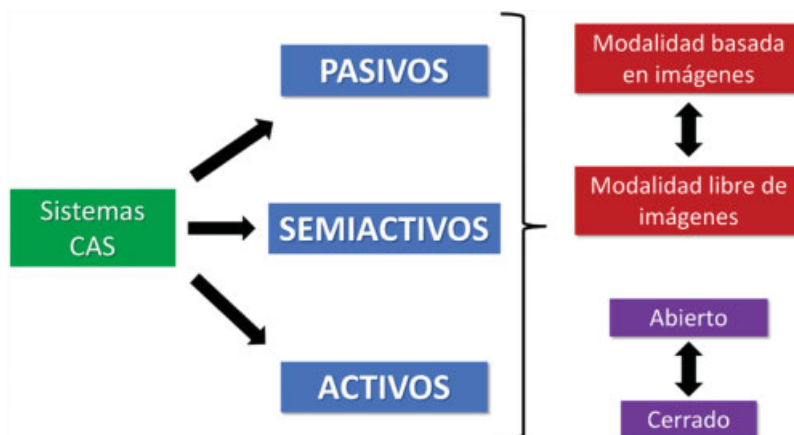 Sistemas
CAS
PASIVOS
SEMIACTIVOS
ACTIVOS
Modalidad basada
en imágenes
Modalidad libre de
imágenes
Abierto
Cerrado